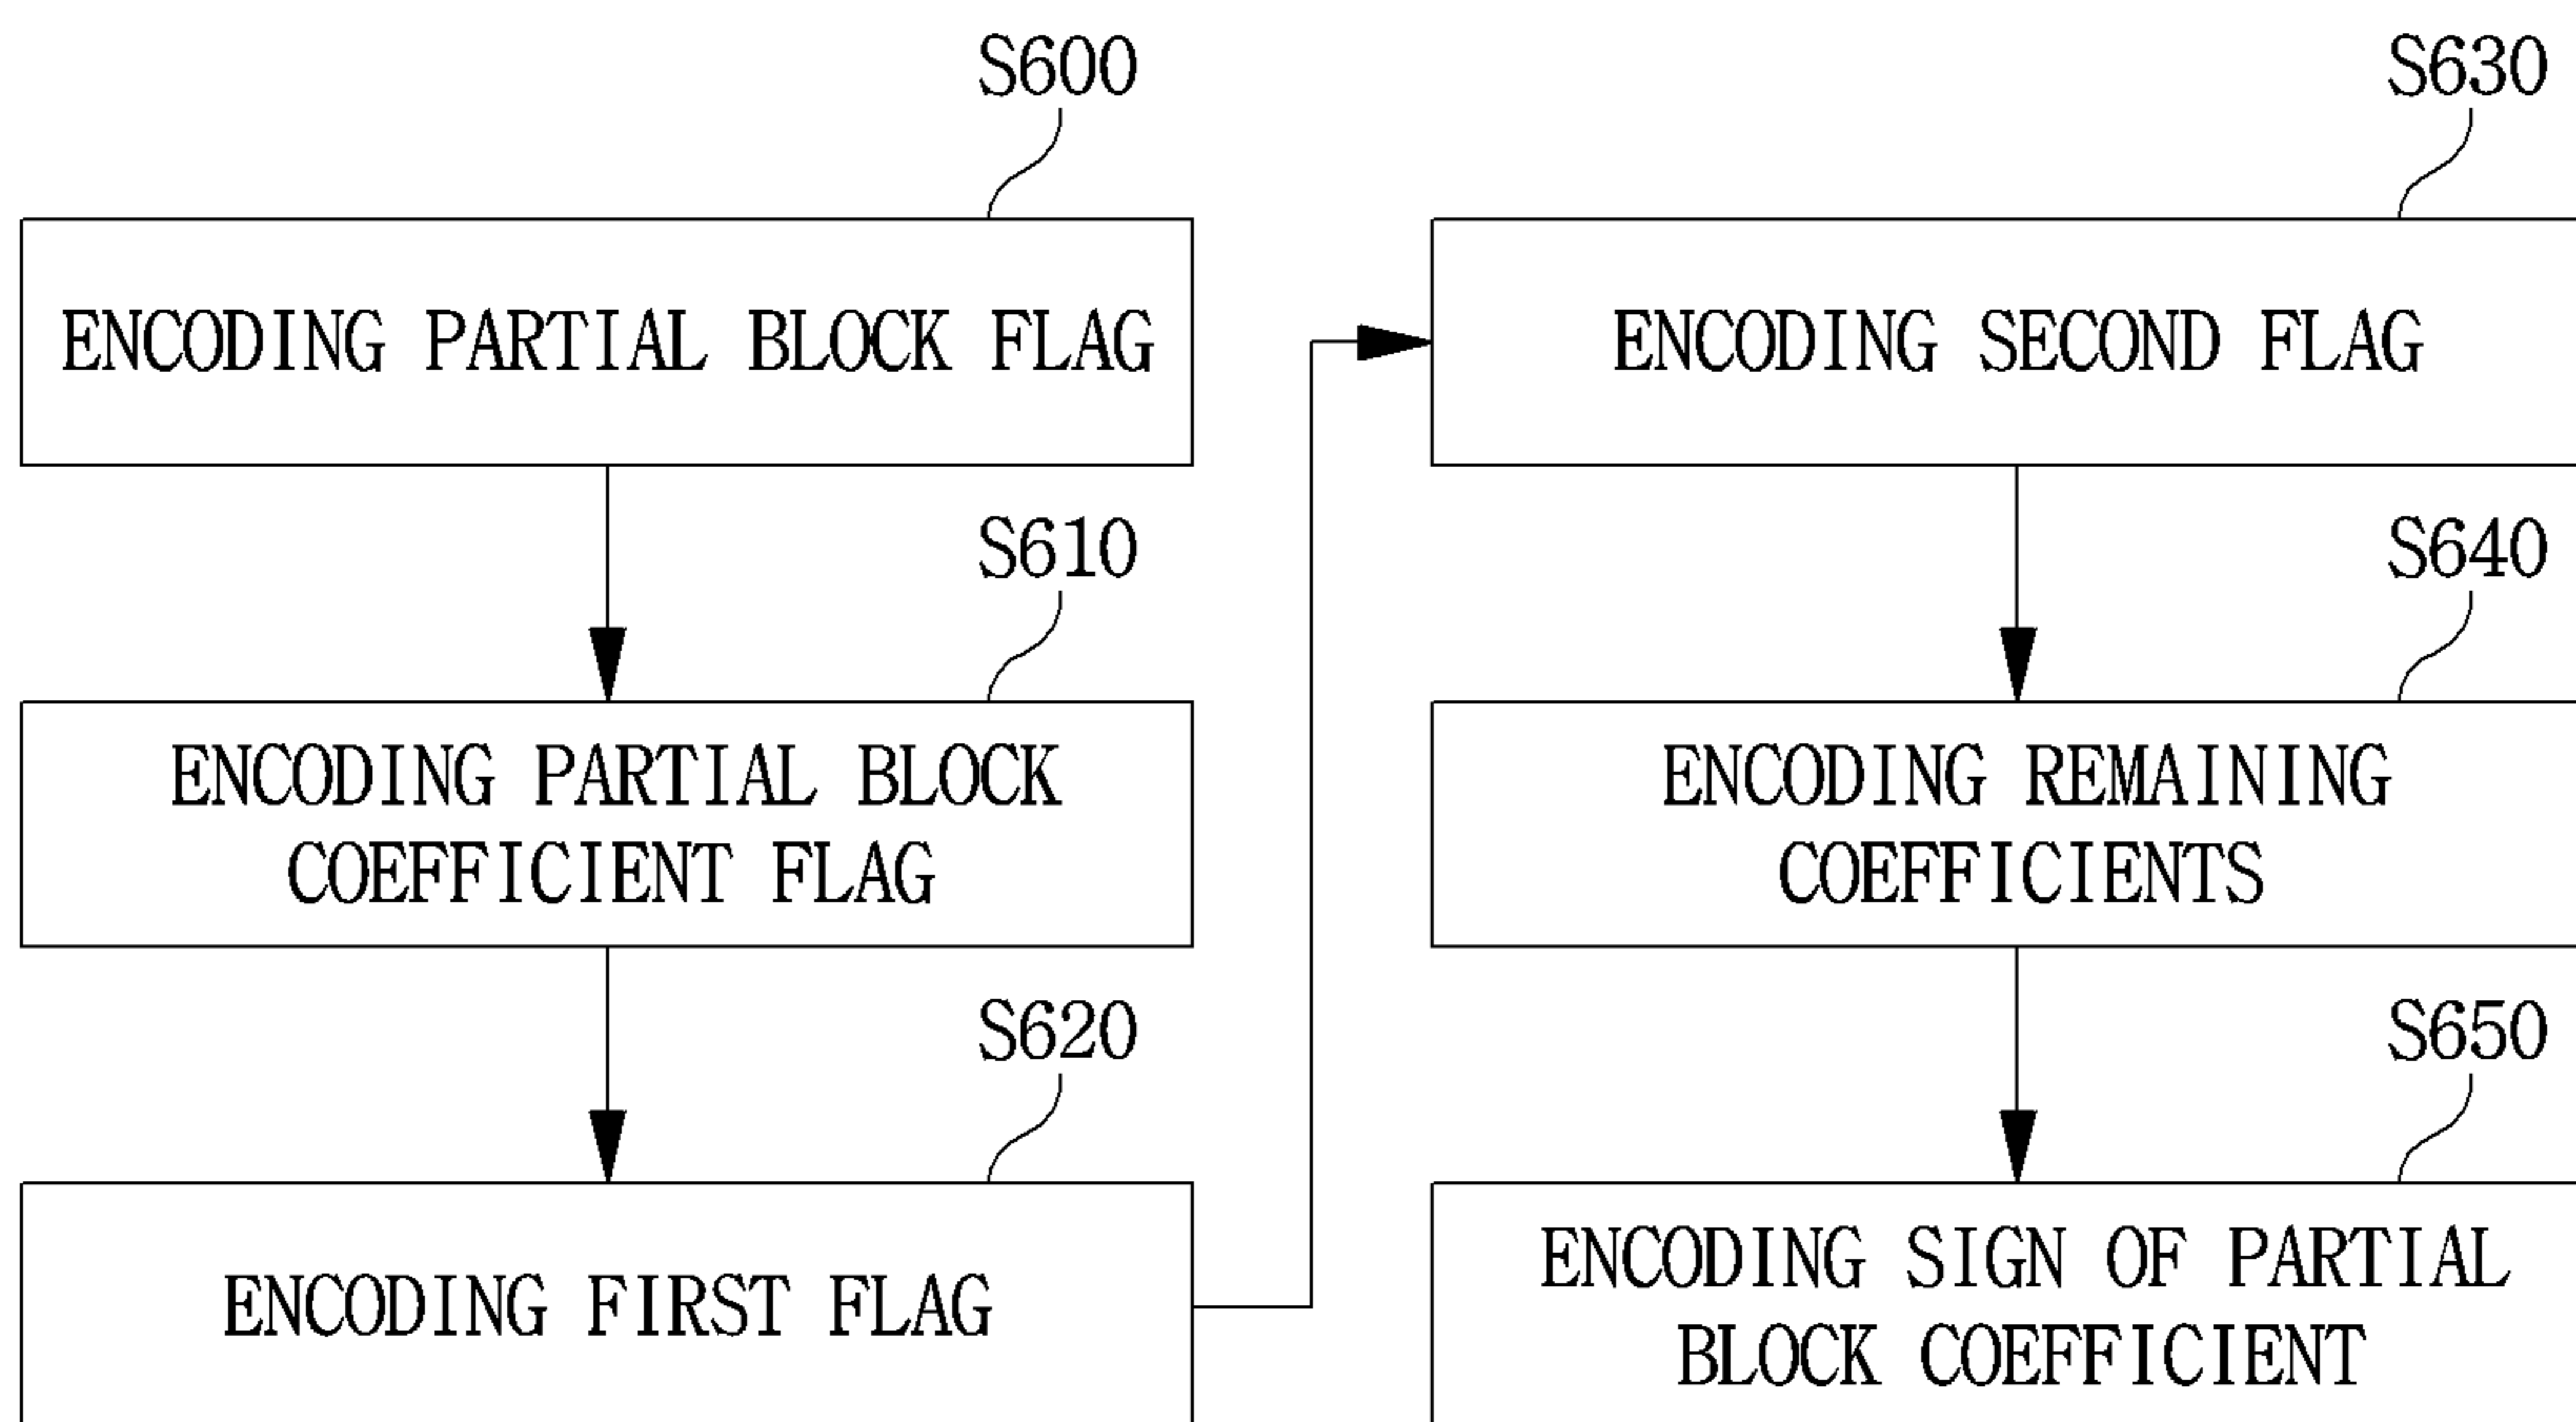 S600
ENCODING PARTIAL BLOCK FLAG
S610
ENCODING PARTIAL BLOCK
COEFFICIENT FLAG
S620
ENCODING FIRST FLAG
S630
ENCODING SECOND FLAG
S640
ENCODING REMAINING
COEFFICIENTS
S650
ENCODING SIGN OF PARTIAL
BLOCK COEFFICIENT